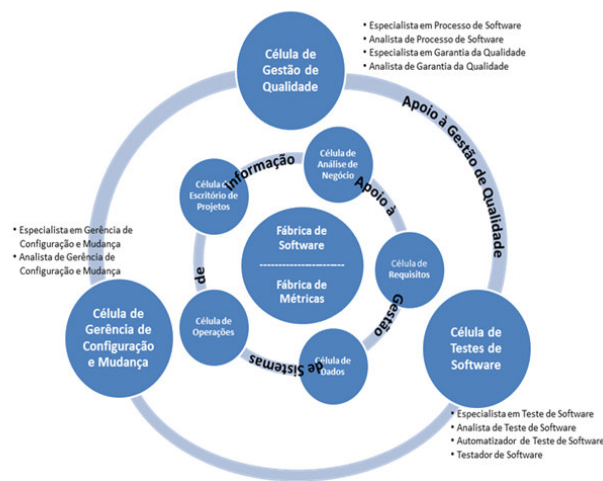 • Especialista em Processo de Software
• Analista de Processo de Software
• Especialista em Garantia da Qualidade
• Analista de Garantia da Qualidade
Célula de
Gestão de
Qualidade
Apoio à Gestão de Qualidade
Célula de
Análise de
Negócio
Informação
Célula de
Escritório de
Projetos
Apoio à
Fábrica de
Software
--------------------
Fábrica de
Métricas
Célula de
Requisitos
• Especialista em Gerência de
Configuração e Mudança
• Analista de Gerência de
Configuração e Mudança
de
Gestão
Célula de
Operações
Célula de
Dados
de Sistemas
Célula de
Gerência de
Configuração
e Mudança
Célula de
Testes de
Software
• Especialista em Teste de Software
• Analista de Teste de Software
• Automatizador de Teste de Software
• Testador de Software